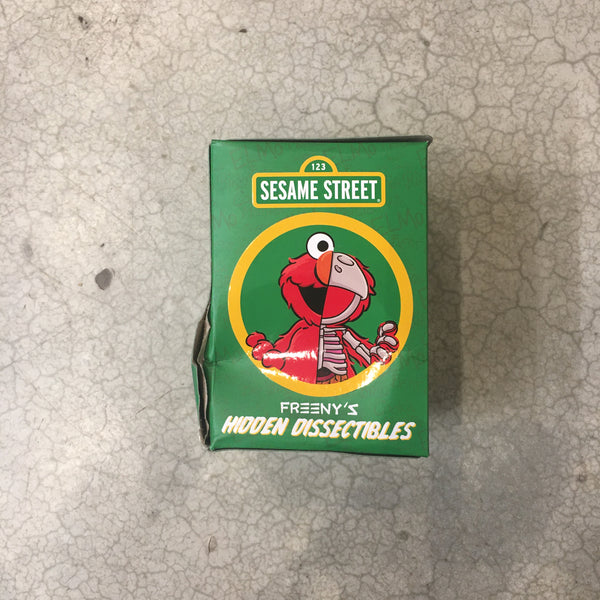 123
SESAME STREET
FREENY'S
HIDDEN DISSECTIBLES